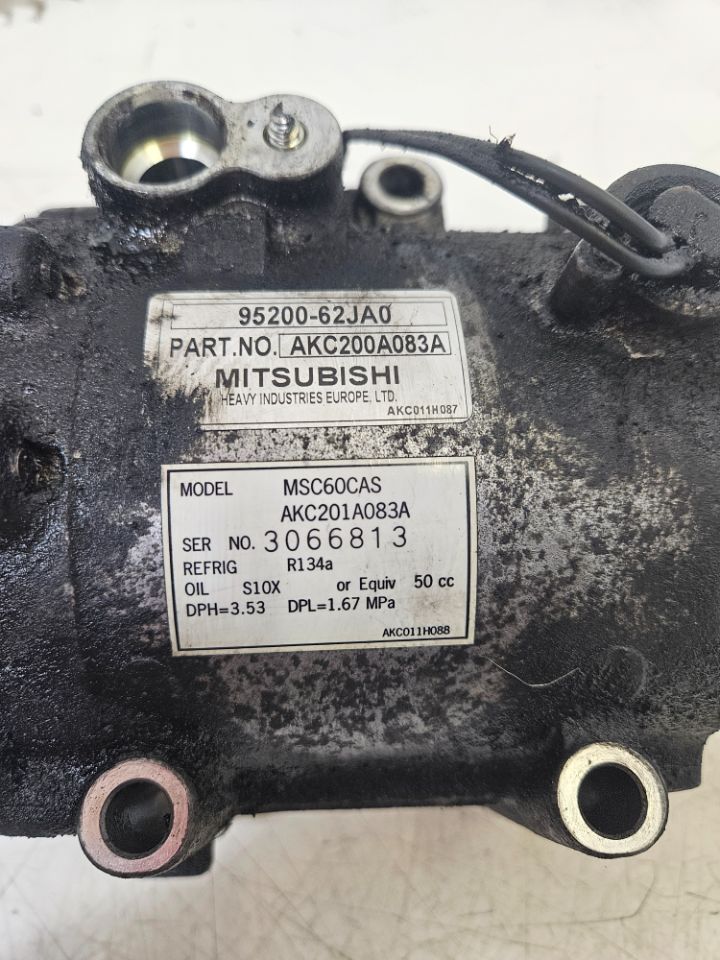 95200-62JA0
PART.NO. AKC200A083A
MITSUBISHI
HEAVY INDUSTRIES EUROPE, LTD.
AKC011H087
MODEL MSC60CAS
AKC201A083A
SER NO. 3066813
REFRIG R134a
OIL S10X or Equiv 50 cc
DPH=3.53 DPL=1.67 MPa
AKC011H088